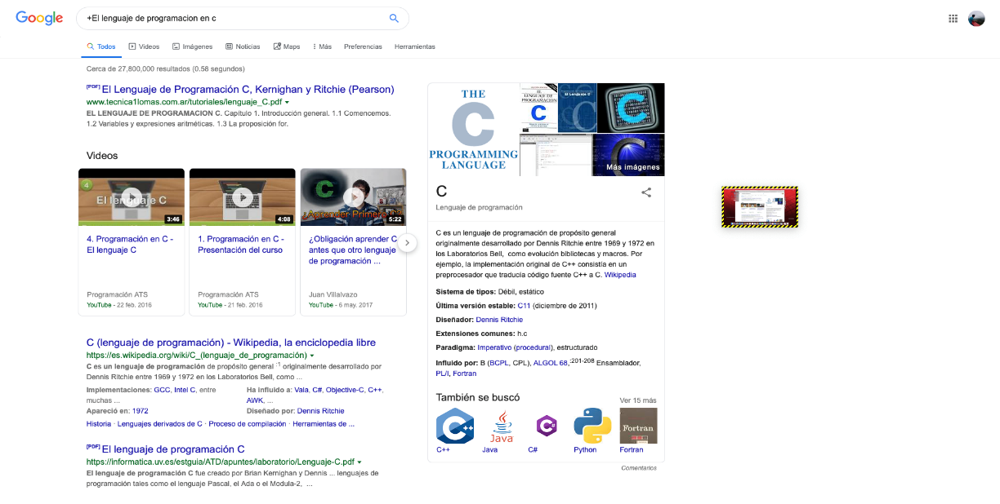 Google
+El lenguaje de programacion en c
Todos Videos Imágenes Noticias Maps Más Preferencias Herramientas
Cerca de 27,800,000 resultados (0.58 segundos)
[PDF] El Lenguaje de Programación C, Kernighan y Ritchie (Pearson)
www.tecnica1lomas.com.ar/tutoriales/lenguaje_C.pdf
EL LENGUAJE DE PROGRAMACION C. Capítulo 1. Introducción general. 1.1 Comencemos.
1.2 Variables y expresiones aritméticas. 1.3 La proposición for.
Videos
4
El lenguaje C
3:46
4. Programación en C -
El lenguaje C
Programación ATS
YouTube - 22 feb. 2016
4:08
1. Programación en C -
Presentación del curso
Programación ATS
YouTube - 21 feb. 2016
C
¿Aprender Primero C?
5:22
¿Obligación aprender C
antes que otro lenguaje
de programación ...
Juan Villalvazo
YouTube - 6 may. 2017
C (lenguaje de programación) - Wikipedia, la enciclopedia libre
https://es.wikipedia.org/wiki/C_(lenguaje_de_programación)
C es un lenguaje de programación de propósito general :1 originalmente desarrollado por
Dennis Ritchie entre 1969 y 1972 en los Laboratorios Bell, como ...
Implementaciones: GCC, Intel C, entre
muchas ...
Ha influido a: Vala, C#, Objective-C, C++,
AWK, ...
Apareció en: 1972
Diseñado por: Dennis Ritchie
Historia · Lenguajes derivados de C · Proceso de compilación · Herramientas de ...
[PDF] El lenguaje de programación C
https://informatica.uv.es/estguia/ATD/apuntes/laboratorio/Lenguaje-C.pdf
El lenguaje de programación C fue creado por Brian Kernighan y Dennis ... lenguajes de
programación tales como el lenguaje Pascal, el Ada o el Modula-2, ...
THE
C
PROGRAMMING
LANGUAGE
EL
LENGUAJE DE
PROGRAMACION
C
El Lenguaje C
C
C
Más imágenes
C
Lenguaje de programación
C es un lenguaje de programación de propósito general
originalmente desarrollado por Dennis Ritchie entre 1969 y 1972 en
los Laboratorios Bell, como evolución bibliotecas y macros. Por
ejemplo, la implementación original de C++ consistía en un
preprocesador que traducía código fuente C++ a C. Wikipedia
Sistema de tipos: Débil, estático
Última versión estable: C11 (diciembre de 2011)
Diseñador: Dennis Ritchie
Extensiones comunes: h.c
Paradigma: Imperativo (procedural), estructurado
Influido por: B (BCPL, CPL), ALGOL 68,:201-208 Ensamblador,
PL/I, Fortran
También se buscó
Ver 15 más
C++
Java
C#
Fortran
C++ Java C# Python Fortran
Comentarios